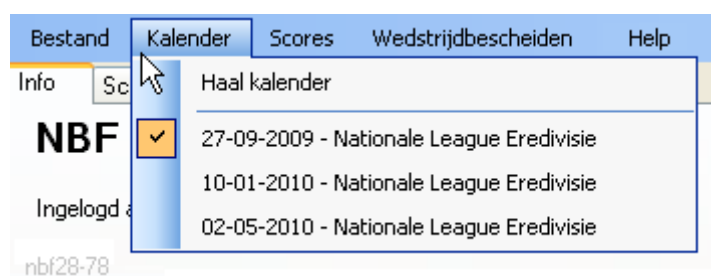 Bestand Kalender Scores Wedstrijdbescheiden Help
Info Sc
Haal kalender
NBF
27-09-2009 - Nationale League Eredivisie
10-01-2010 - Nationale League Eredivisie
Ingelogd a
02-05-2010 - Nationale League Eredivisie
nbf28-78